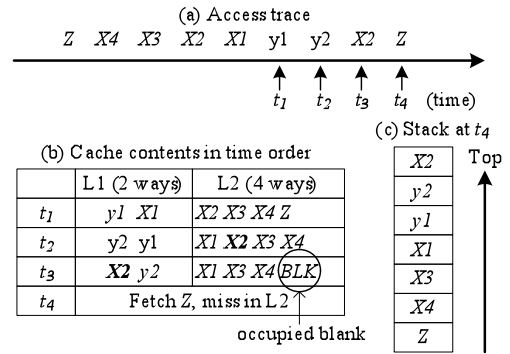 (a) Access trace
Z X4 X3 X2 X1 y1 y2 X2 Z
t1 t2 t3 t4 (time)
(b) Cache contents in time order
L1 (2 ways) L2 (4 ways)
t1 y1 X1 X2 X3 X4 Z
t2 y2 y1 X1 X2 X3 X4
t3 X2 y2 X1 X3 X4 BLK
t4 Fetch Z, miss in L2
occupied blank
(c) Stack at t4
Top
X2
y2
y1
X1
X3
X4
Z